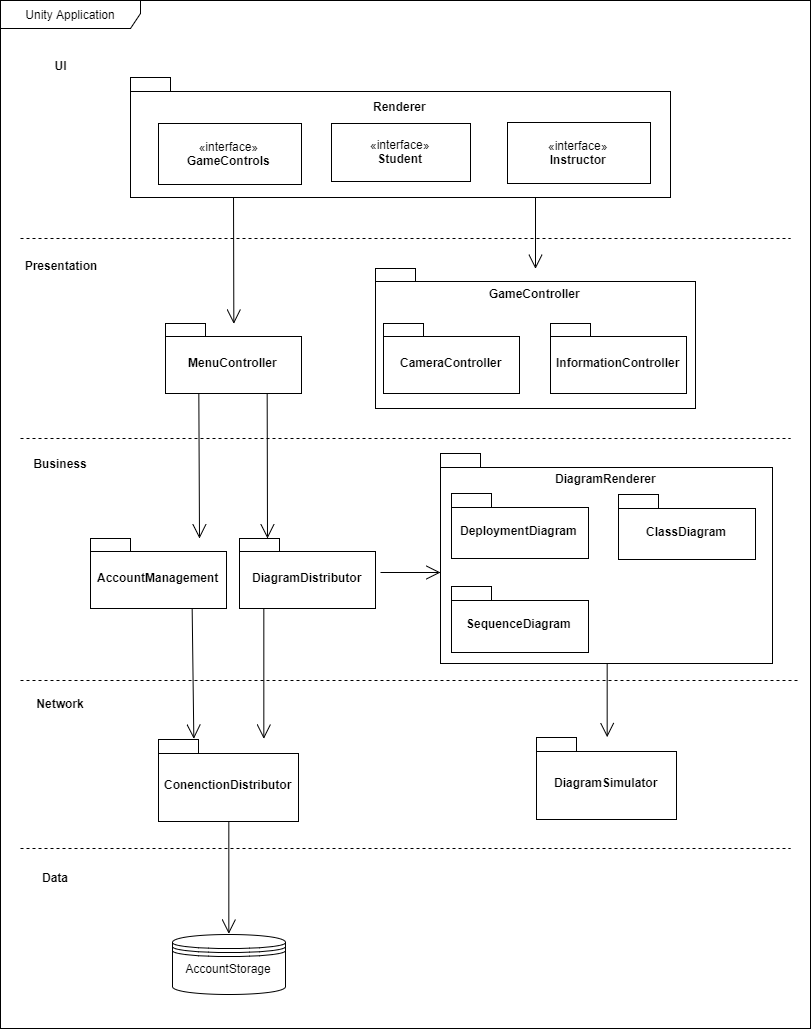 Unity Application
UI
Renderer
«interface»
GameControls
«interface»
Student
«interface»
Instructor
Presentation
GameController
MenuController
CameraController
InformationController
Business
DiagramRenderer
DeploymentDiagram
ClassDiagram
AccountManagement
DiagramDistributor
SequenceDiagram
Network
ConenctionDistributor
DiagramSimulator
Data
AccountStorage